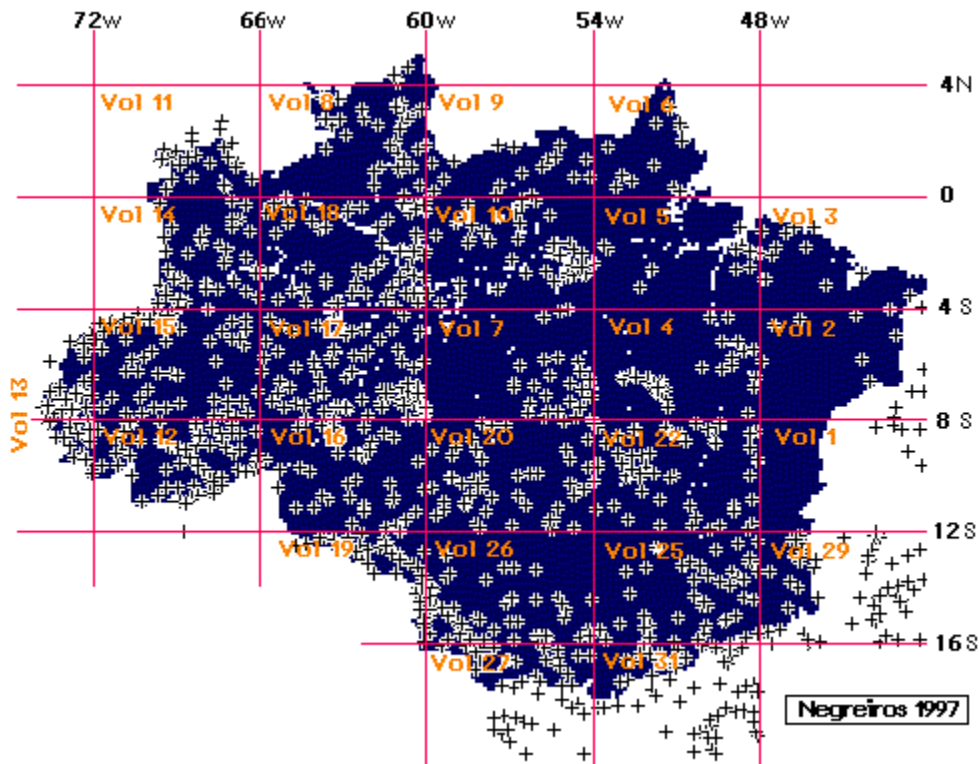 72W 66W 60W 54W 48W
4N
Vol 11 Vol 8 Vol 9 Vol 6
0
Vol 14 Vol 18 Vol 10 Vol 5 Vol 3
4 S
Vol 15 Vol 17 Vol 7 Vol 4 Vol 2
Vol 13
8 S
Vol 12 Vol 16 Vol 20 Vol 22 Vol 1
12 S
Vol 19 Vol 26 Vol 25 Vol 29
16 S
Vol 27 Vol 31
Negreiros 1997